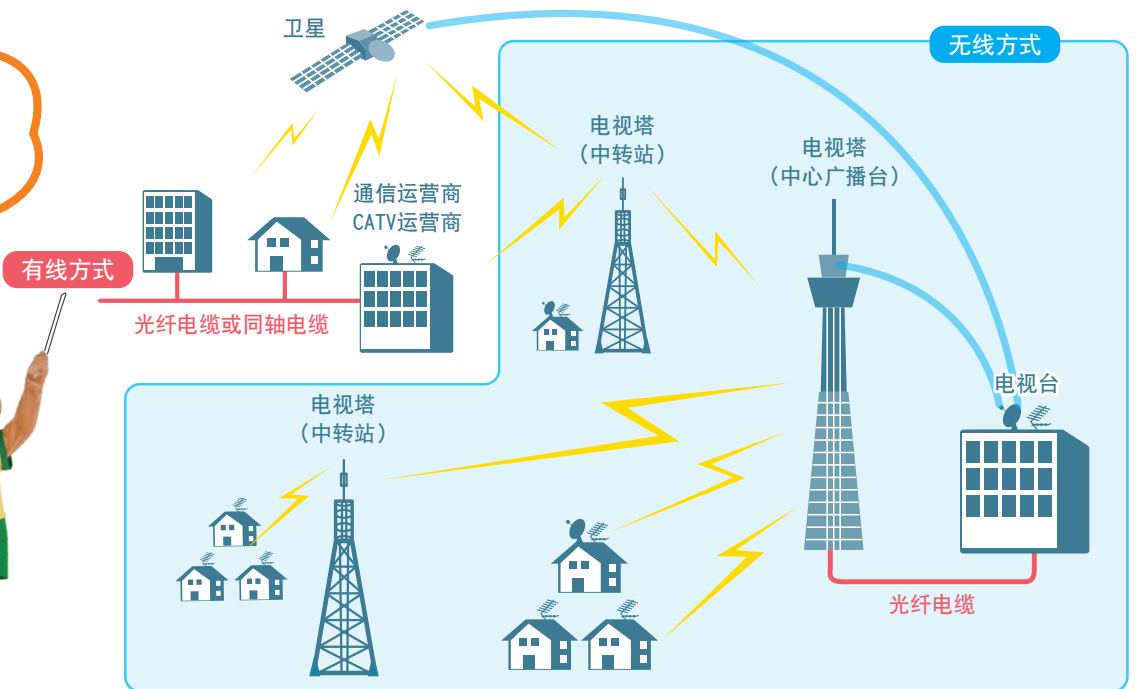 卫星
无线方式
电视塔
（中转站）
电视塔
（中心广播台）
通信运营商
CATV运营商
有线方式
光纤电缆或同轴电缆
电视台
电视塔
（中转站）
光纤电缆